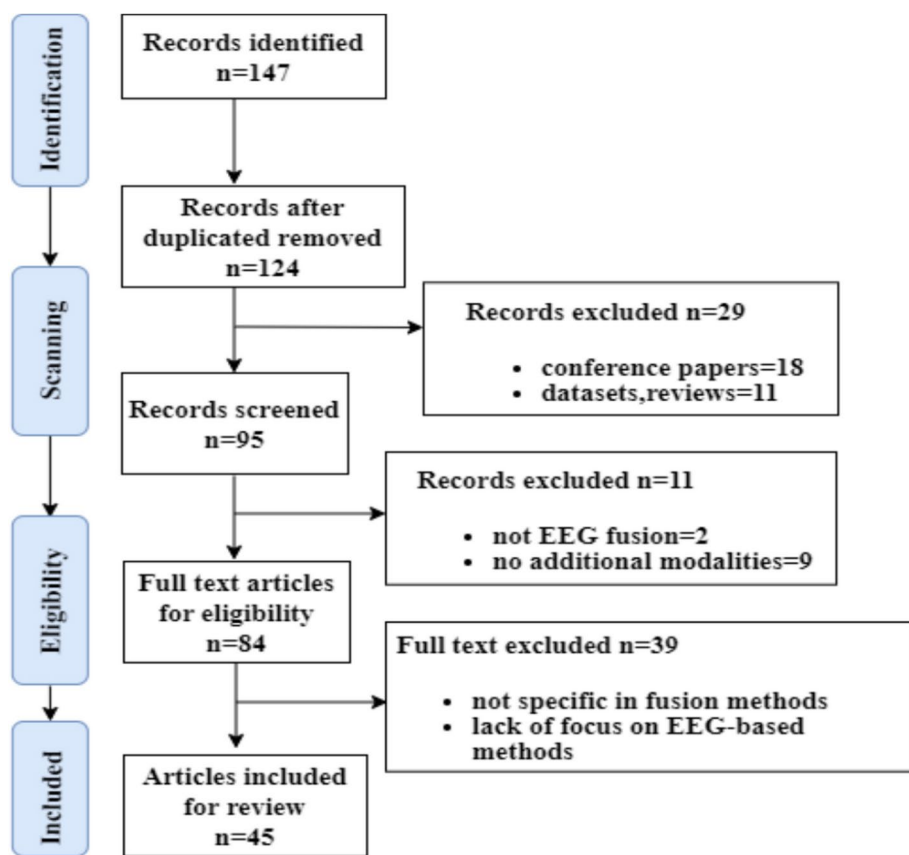 Identification
Records identified
n=147
Records after
duplicated removed
n=124
Scanning
Records excluded n=29
• conference papers=18
• datasets,reviews=11
Records screened
n=95
Records excluded n=11
• not EEG fusion=2
• no additional modalities=9
Eligibility
Full text articles
for eligibility
n=84
Full text excluded n=39
• not specific in fusion methods
• lack of focus on EEG-based
methods
Included
Articles included
for review
n=45